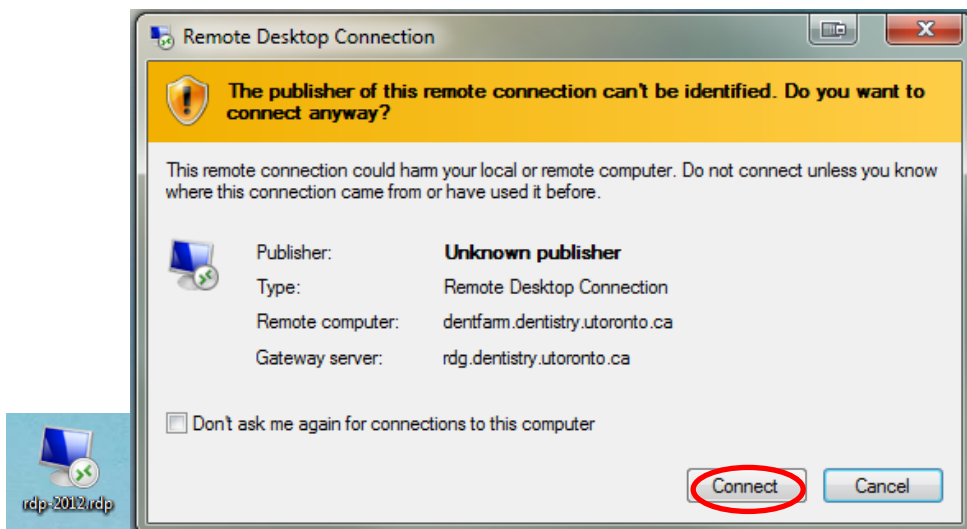 Remote Desktop Connection
The publisher of this remote connection can't be identified. Do you want to
connect anyway?
This remote connection could harm your local or remote computer. Do not connect unless you know
where this connection came from or have used it before.
Publisher: Unknown publisher
Type: Remote Desktop Connection
Remote computer: dentfarm.dentistry.utoronto.ca
Gateway server: rdg.dentistry.utoronto.ca
Don't ask me again for connections to this computer
Connect Cancel
rdp-2012.rdp